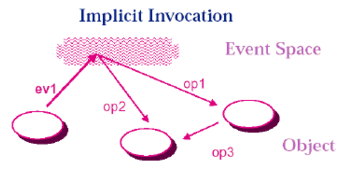 Implicit Invocation
Event Space
ev1
op1
op2
Object
op3